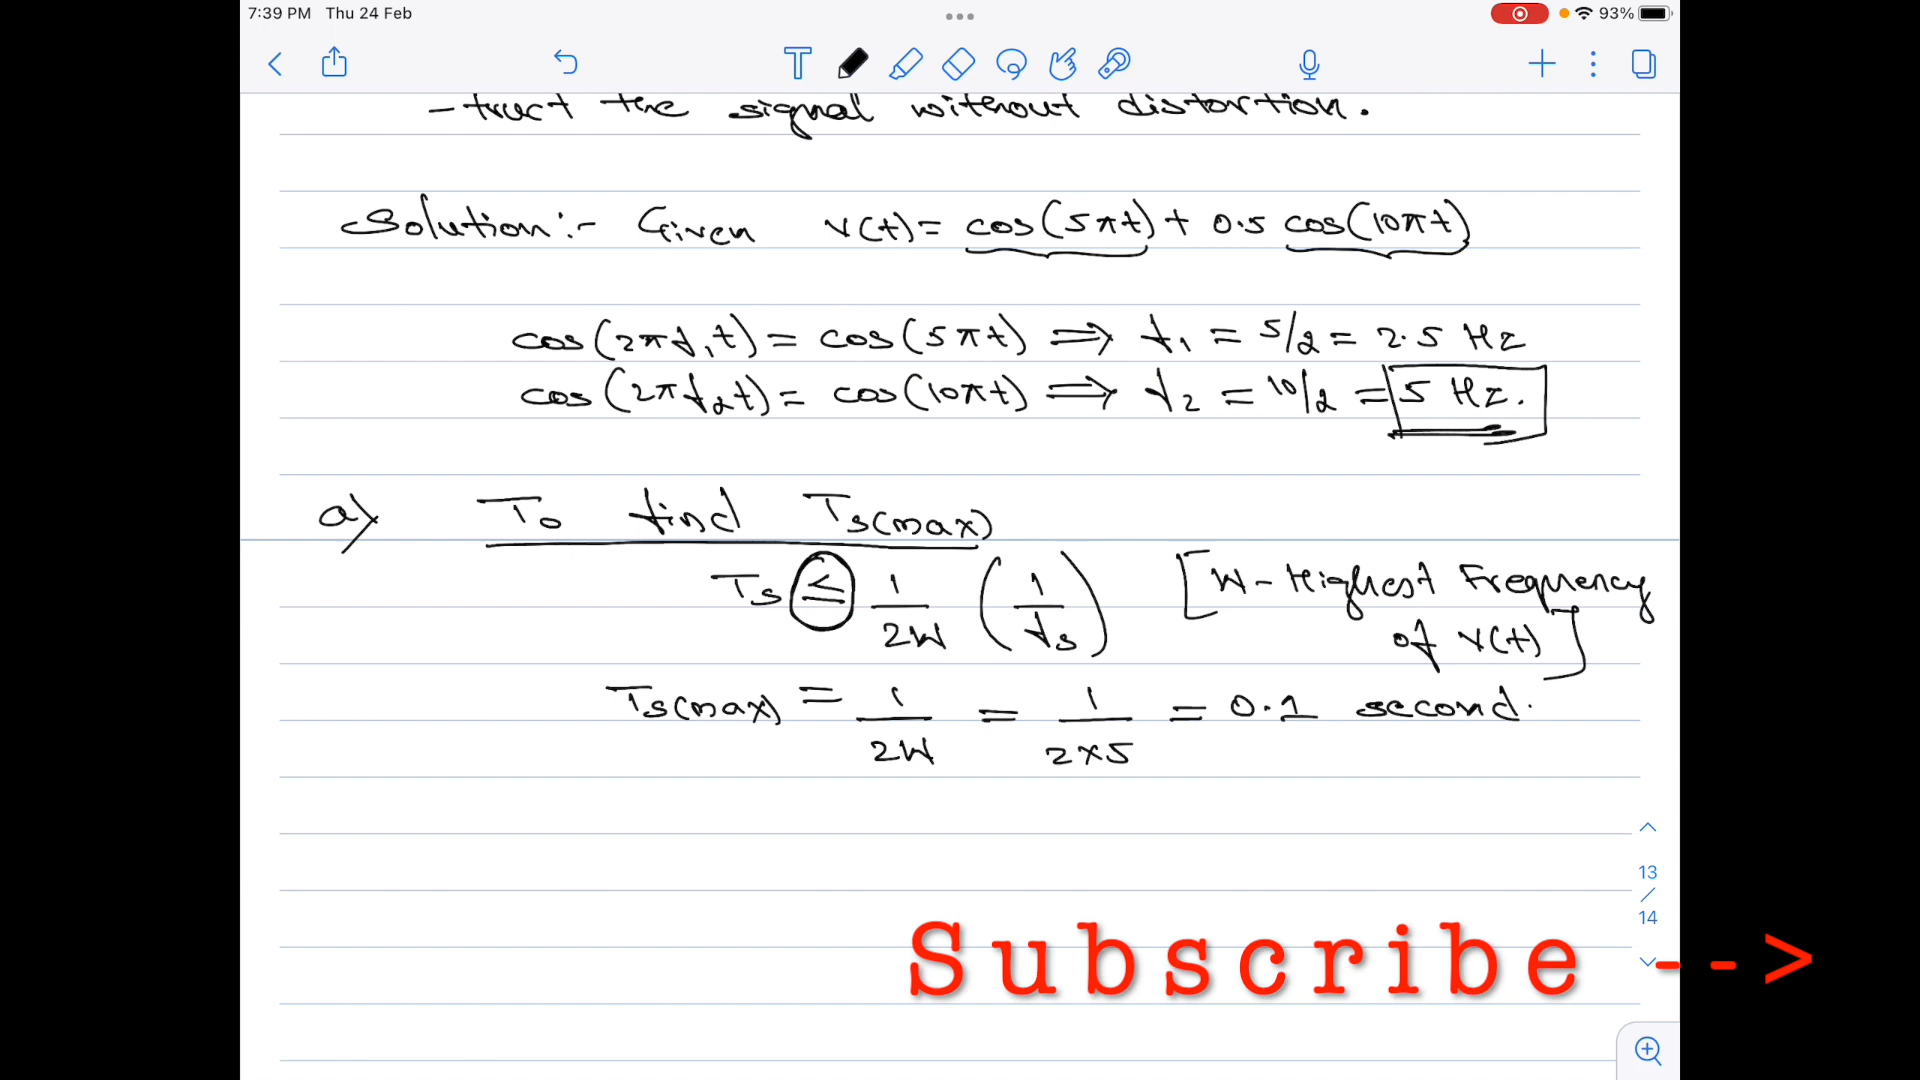 7:39 PM Thu 24 Feb
93%
-truct the signal without distortion.
Solution:- Given v(t)= cos(5πt)+ 0.5 cos(10πt)
cos(2πf₁t)= cos(5πt) ⟹ f₁ = 5/2 = 2.5 Hz
cos(2πf₂t)= cos(10πt) ⟹ f₂ = 10/2 = 5 Hz.
a) To find Ts(max)
Ts ≤ 1/2W (1/fs) [W-Highest Frequency
of v(t)]
Ts(max) = 1/2W = 1/2×5 = 0.1 second.
13
/
14
Subscribe -->